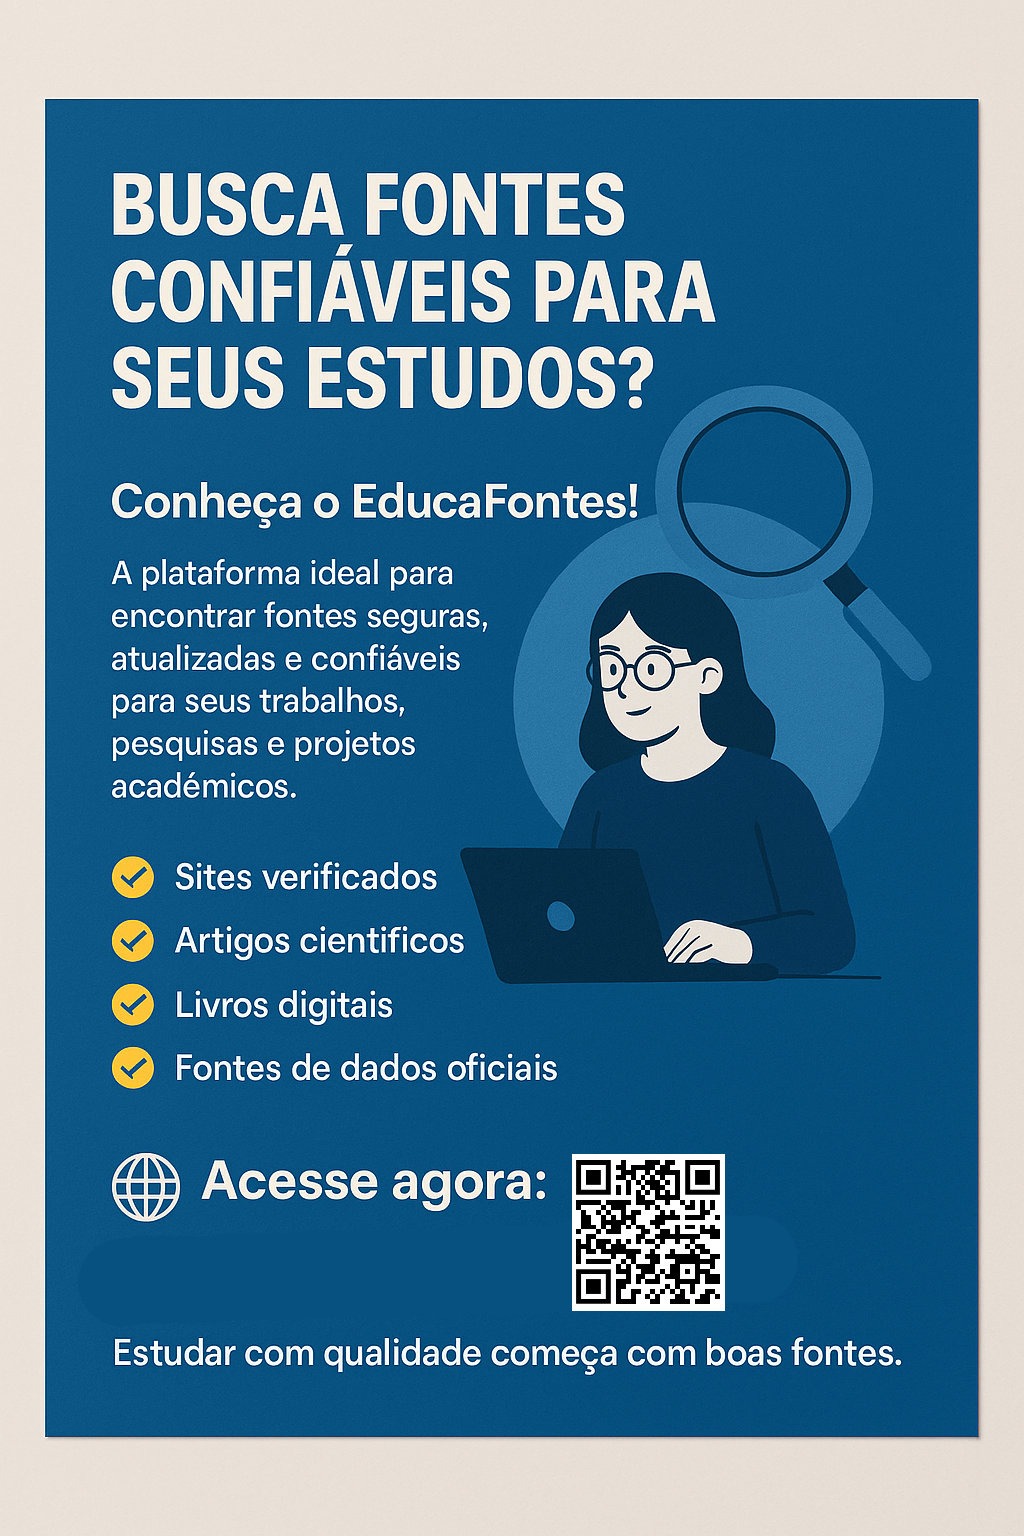 BUSCA FONTES
CONFIÁVEIS PARA
SEUS ESTUDOS?
Conheça o EducaFontes!
A plataforma ideal para
encontrar fontes seguras,
atualizadas e confiáveis
para seus trabalhos,
pesquisas e projetos
académicos.
Sites verificados
Artigos cientificos
Livros digitais
Fontes de dados oficiais
Acesse agora:
Estudar com qualidade começa com boas fontes.